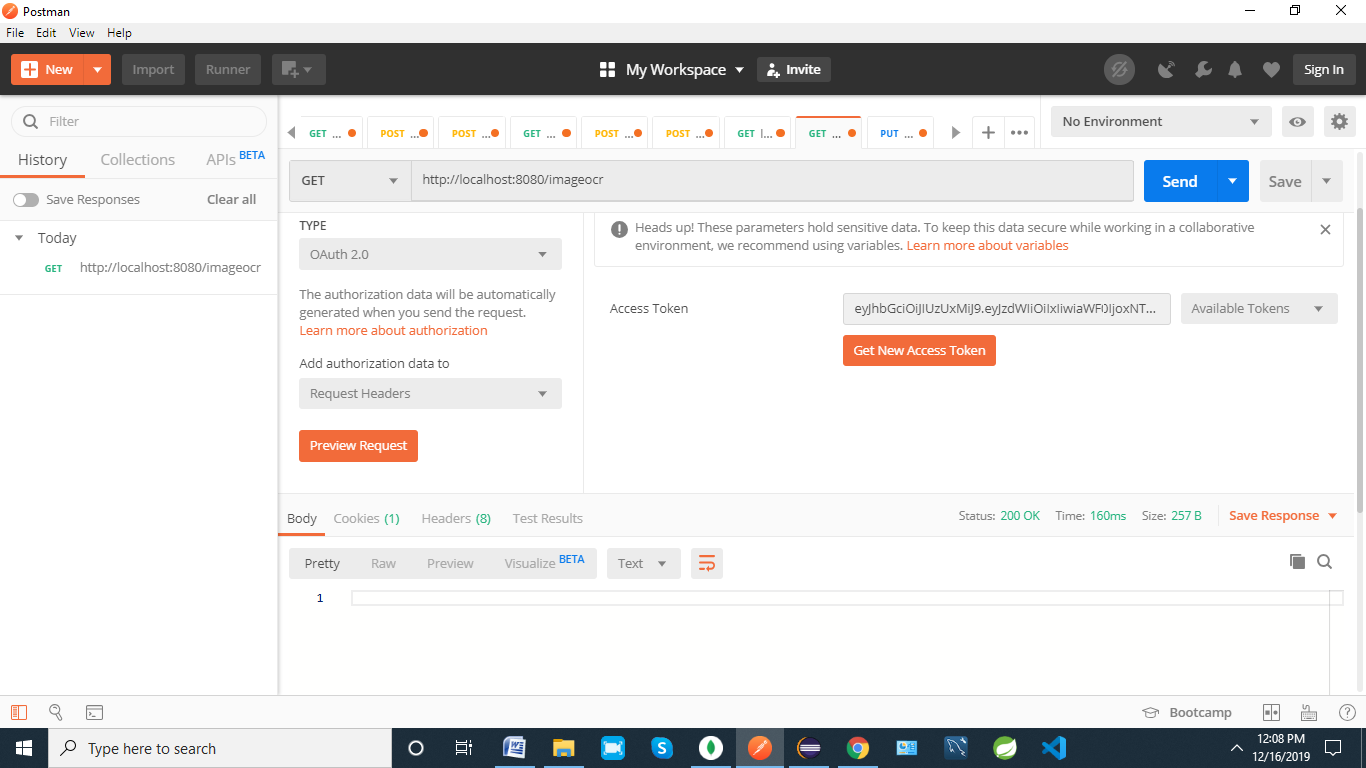 Postman
File Edit View Help
New Import Runner My Workspace Invite Sign In
Filter
History Collections APIs BETA
Save Responses Clear all
Today
GET http://localhost:8080/imageocr
GET ... POST ... POST ... GET ... POST ... POST ... GET ... GET ... PUT ...
No Environment
GET http://localhost:8080/imageocr Send Save
TYPE
OAuth 2.0
The authorization data will be automatically
generated when you send the request.
Learn more about authorization
Add authorization data to
Request Headers
Preview Request
Heads up! These parameters hold sensitive data. To keep this data secure while working in a collaborative
environment, we recommend using variables. Learn more about variables
Access Token Available Tokens
Get New Access Token
Body Cookies (1) Headers (8) Test Results Status: 200 OK Time: 160ms Size: 257 B Save Response
Pretty Raw Preview Visualize BETA Text
1
Bootcamp
Type here to search
12:08 PM
12/16/2019